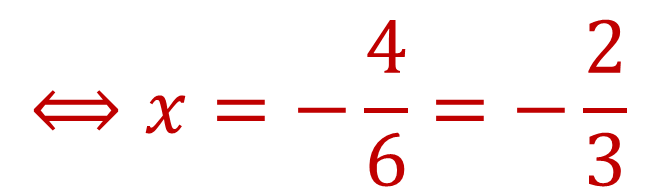 ⟺ x = −4/6 = −2/3